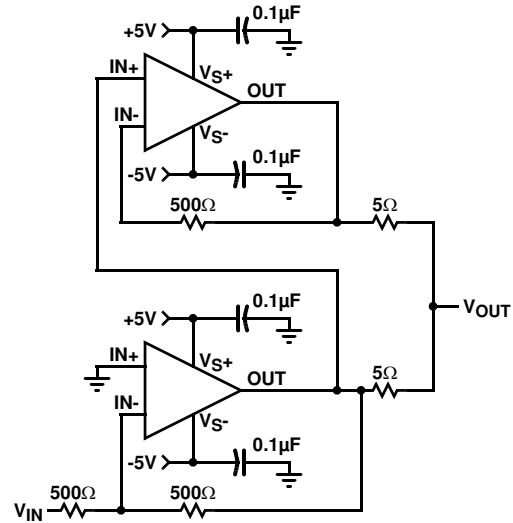 0.1µF
+5V
IN+
VS+
OUT
IN-
VS-
0.1µF
-5V
500Ω
5Ω
0.1µF
+5V
VOUT
IN+
VS+
OUT
5Ω
IN-
VS-
0.1µF
-5V
500Ω
500Ω
VIN